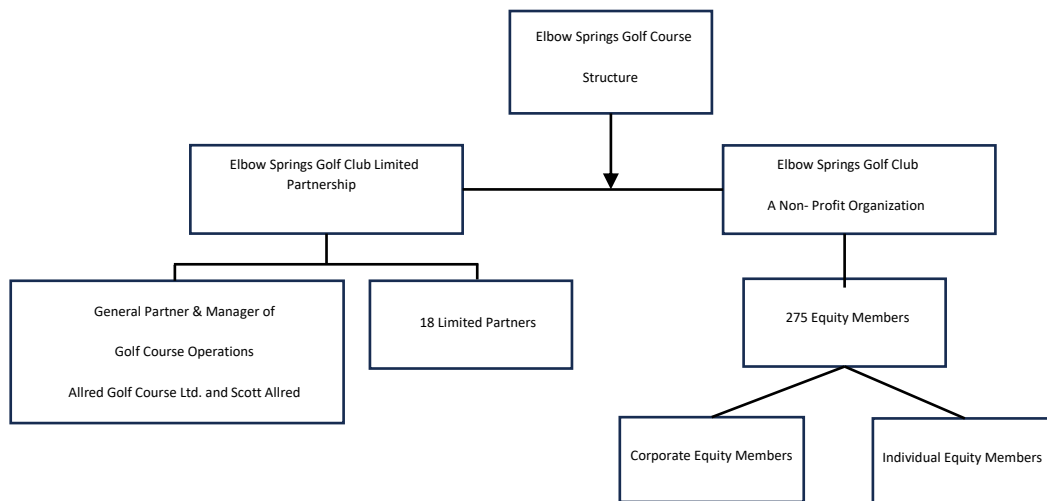 Elbow Springs Golf Course
Structure
Elbow Springs Golf Club Limited
Partnership
Elbow Springs Golf Club
A Non- Profit Organization
General Partner & Manager of
Golf Course Operations
Allred Golf Course Ltd. and Scott Allred
18 Limited Partners
275 Equity Members
Corporate Equity Members
Individual Equity Members